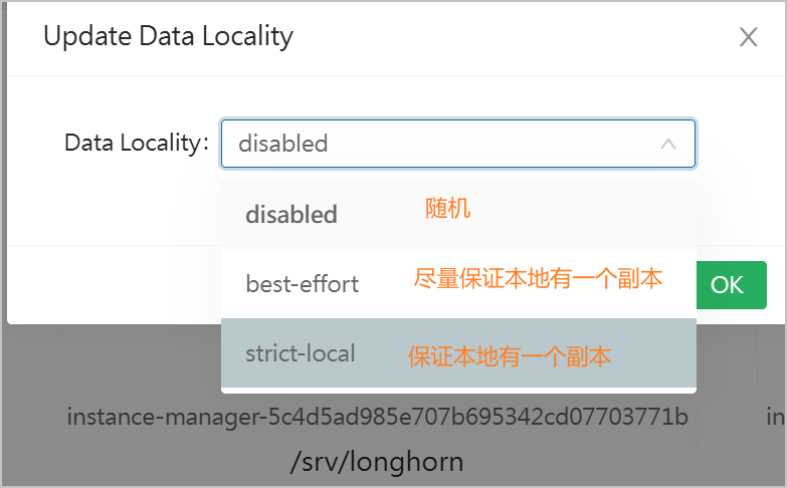 Update Data Locality
Data Locality: disabled
disabled 随机
best-effort 尽量保证本地有一个副本
OK
strict-local 保证本地有一个副本
instance-manager-5c4d5ad985e707b695342cd07703771b in
/srv/longhorn